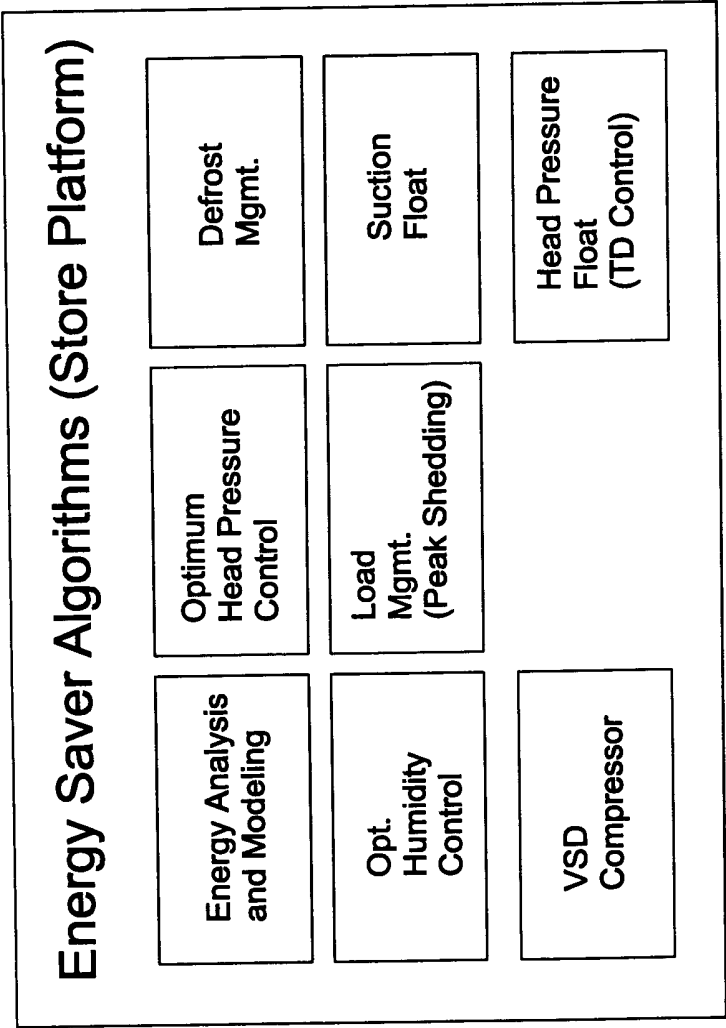 Energy Saver Algorithms (Store Platform)
Energy Analysis
and Modeling
Optimum
Head Pressure
Control
Defrost
Mgmt.
Opt.
Humidity
Control
Load
Mgmt.
(Peak Shedding)
Suction
Float
VSD
Compressor
Head Pressure
Float
(TD Control)